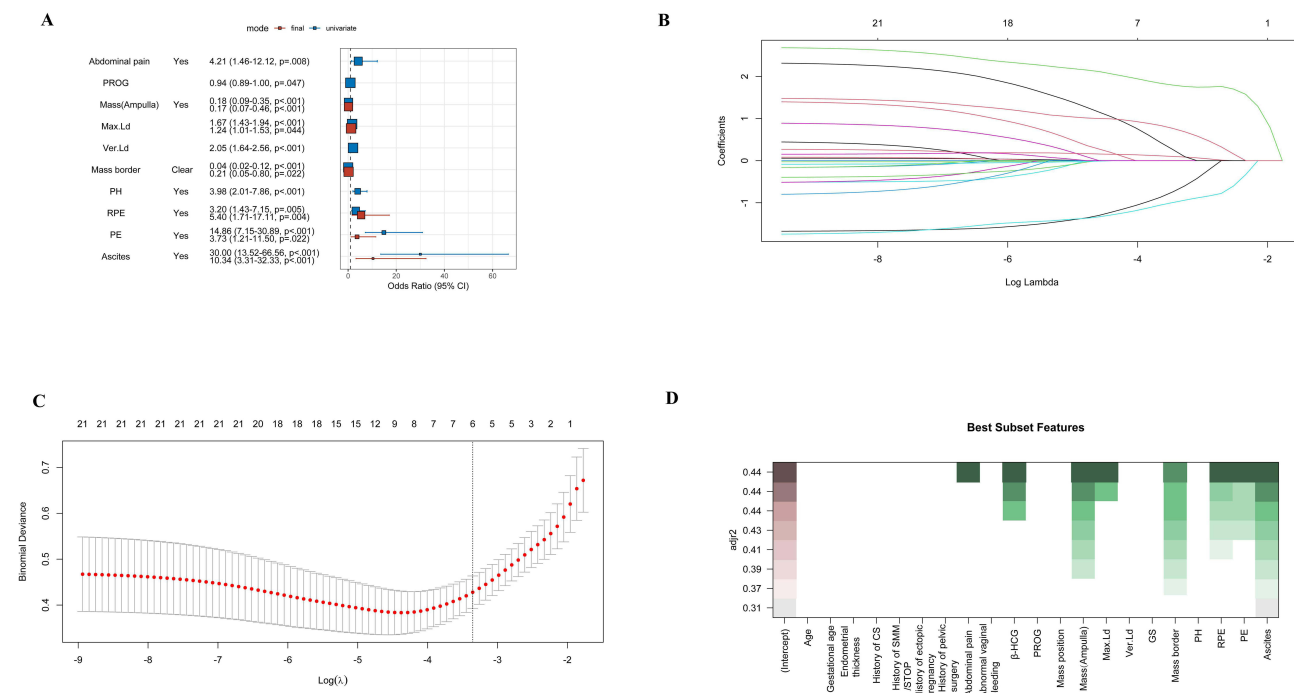 A
mode final univariate
Abdominal pain Yes 4.21 (1.46-12.12, p=.008)
PROG 0.94 (0.89-1.00, p=.047)
Mass(Ampulla) Yes 0.18 (0.09-0.35, p<.001)
0.17 (0.07-0.46, p<.001)
Max.Ld 1.67 (1.43-1.94, p<.001)
1.24 (1.01-1.53, p=.044)
Ver.Ld 2.05 (1.64-2.56, p<.001)
Mass border Clear 0.04 (0.02-0.12, p<.001)
0.21 (0.05-0.80, p=.022)
PH Yes 3.98 (2.01-7.86, p<.001)
RPE Yes 3.20 (1.43-7.15, p=.005)
5.40 (1.71-17.11, p=.004)
PE Yes 14.86 (7.15-30.89, p<.001)
3.73 (1.21-11.50, p=.022)
Ascites Yes 30.00 (13.52-66.56, p<.001)
10.34 (3.31-32.33, p<.001)
0 20 40 60
Odds Ratio (95% CI)
B
21 18 7 1
Coefficients
2
1
0
-1
-8 -6 -4 -2
Log Lambda
C
21 21 21 21 21 21 21 21 21 20 18 18 18 15 15 12 9 8 7 7 6 5 5 3 2 1
Binomial Deviance
0.7
0.6
0.5
0.4
-9 -8 -7 -6 -5 -4 -3 -2
Log(λ)
D
Best Subset Features
adjr2
0.44
0.44
0.44
0.43
0.41
0.39
0.37
0.31
(Intercept)
Age
Gestational age
Endometrial
thickness
History of CS
History of SMM
/STOP
istory of ectopic
regnancy
History of pelvic
surgery
bdominal pain
bnormal vaginal
leeding
β-HCG
PROG
Mass position
Mass(Ampulla)
Max.Ld
Ver.Ld
GS
Mass border
PH
RPE
PE
Ascites